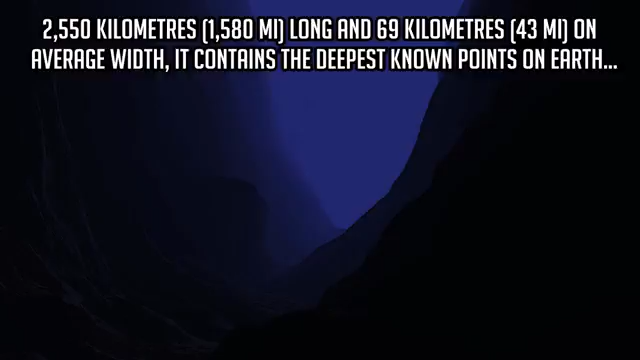 2,550 KILOMETRES (1,580 MI) LONG AND 69 KILOMETRES (43 MI) ON
AVERAGE WIDTH, IT CONTAINS THE DEEPEST KNOWN POINTS ON EARTH...